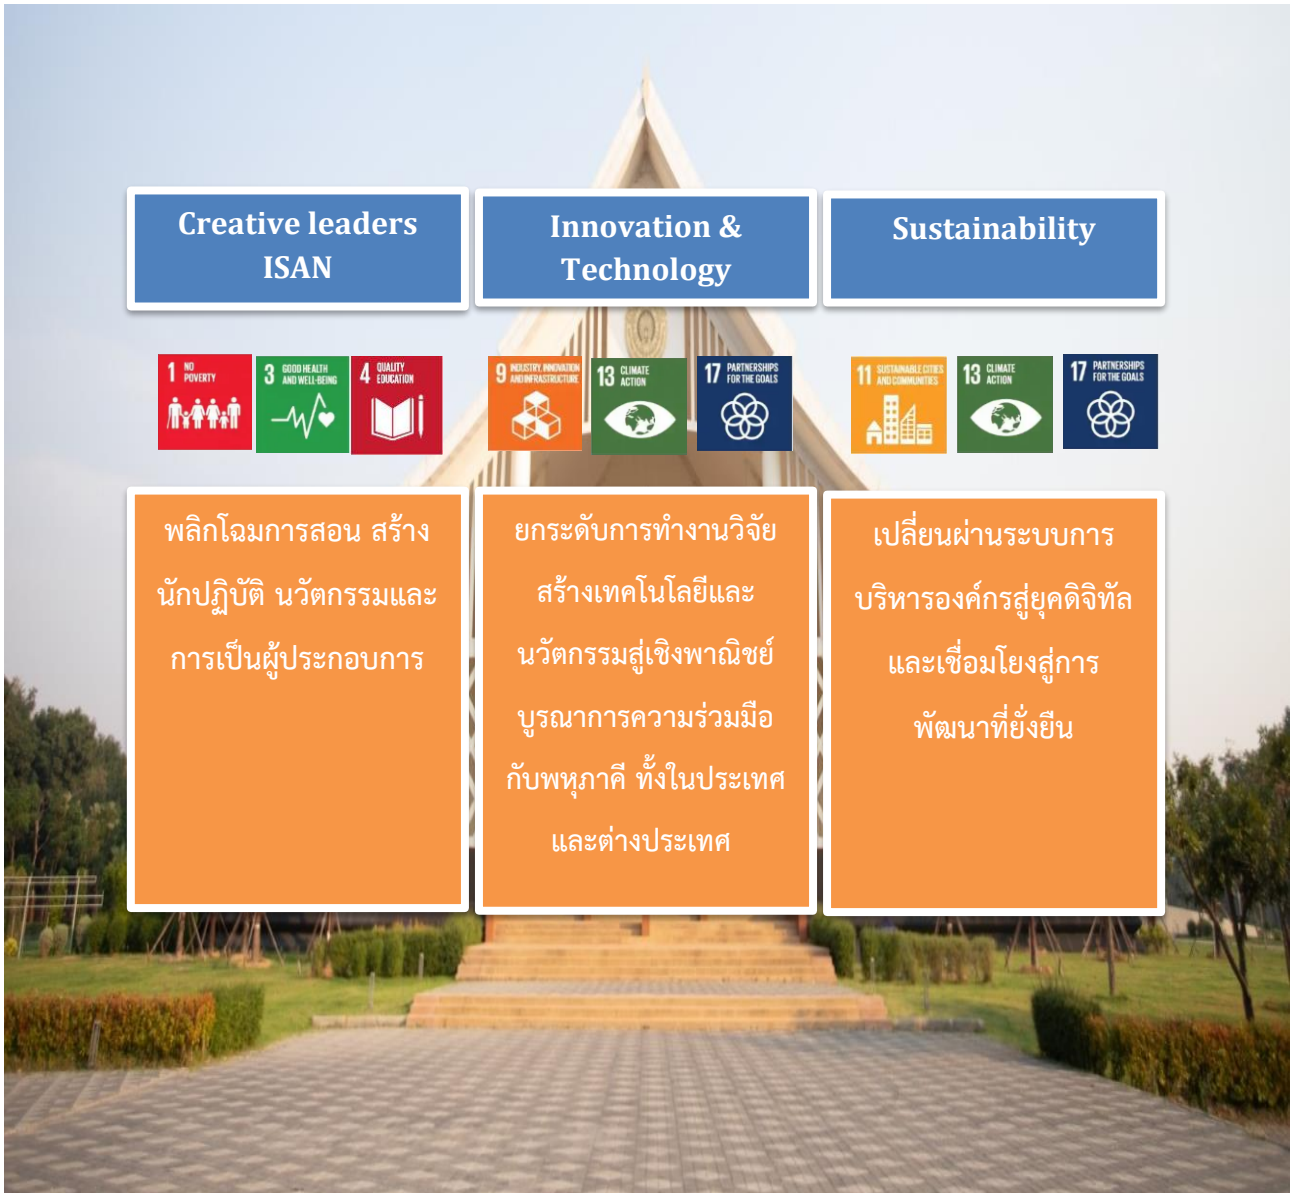 Creative leaders
ISAN
Innovation &
Technology
Sustainability
1 NO
POVERTY
3 GOOD HEALTH
AND WELL-BEING
4 QUALITY
EDUCATION
9 INDUSTRY, INNOVATION
AND INFRASTRUCTURE
13 CLIMATE
ACTION
17 PARTNERSHIPS
FOR THE GOALS
11 SUSTAINABLE CITIES
AND COMMUNITIES
13 CLIMATE
ACTION
17 PARTNERSHIPS
FOR THE GOALS
พลิกโฉมการสอน สร้าง
นักปฏิบัติ นวัตกรรมและ
การเป็นผู้ประกอบการ
ยกระดับการทำงานวิจัย
สร้างเทคโนโลยีและ
นวัตกรรมสู่เชิงพาณิชย์
บูรณาการความร่วมมือ
กับพหุภาคี ทั้งในประเทศ
และต่างประเทศ
เปลี่ยนผ่านระบบการ
บริหารองค์กรสู่ยุคดิจิทัล
และเชื่อมโยงสู่การ
พัฒนาที่ยั่งยืน